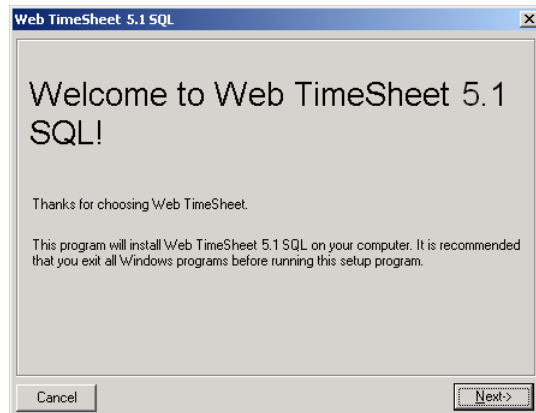 Web TimeSheet 5.1 SQL
Welcome to Web TimeSheet 5.1
SQL!
Thanks for choosing Web TimeSheet.
This program will install Web TimeSheet 5.1 SQL on your computer. It is recommended
that you exit all Windows programs before running this setup program.
Cancel
Next->